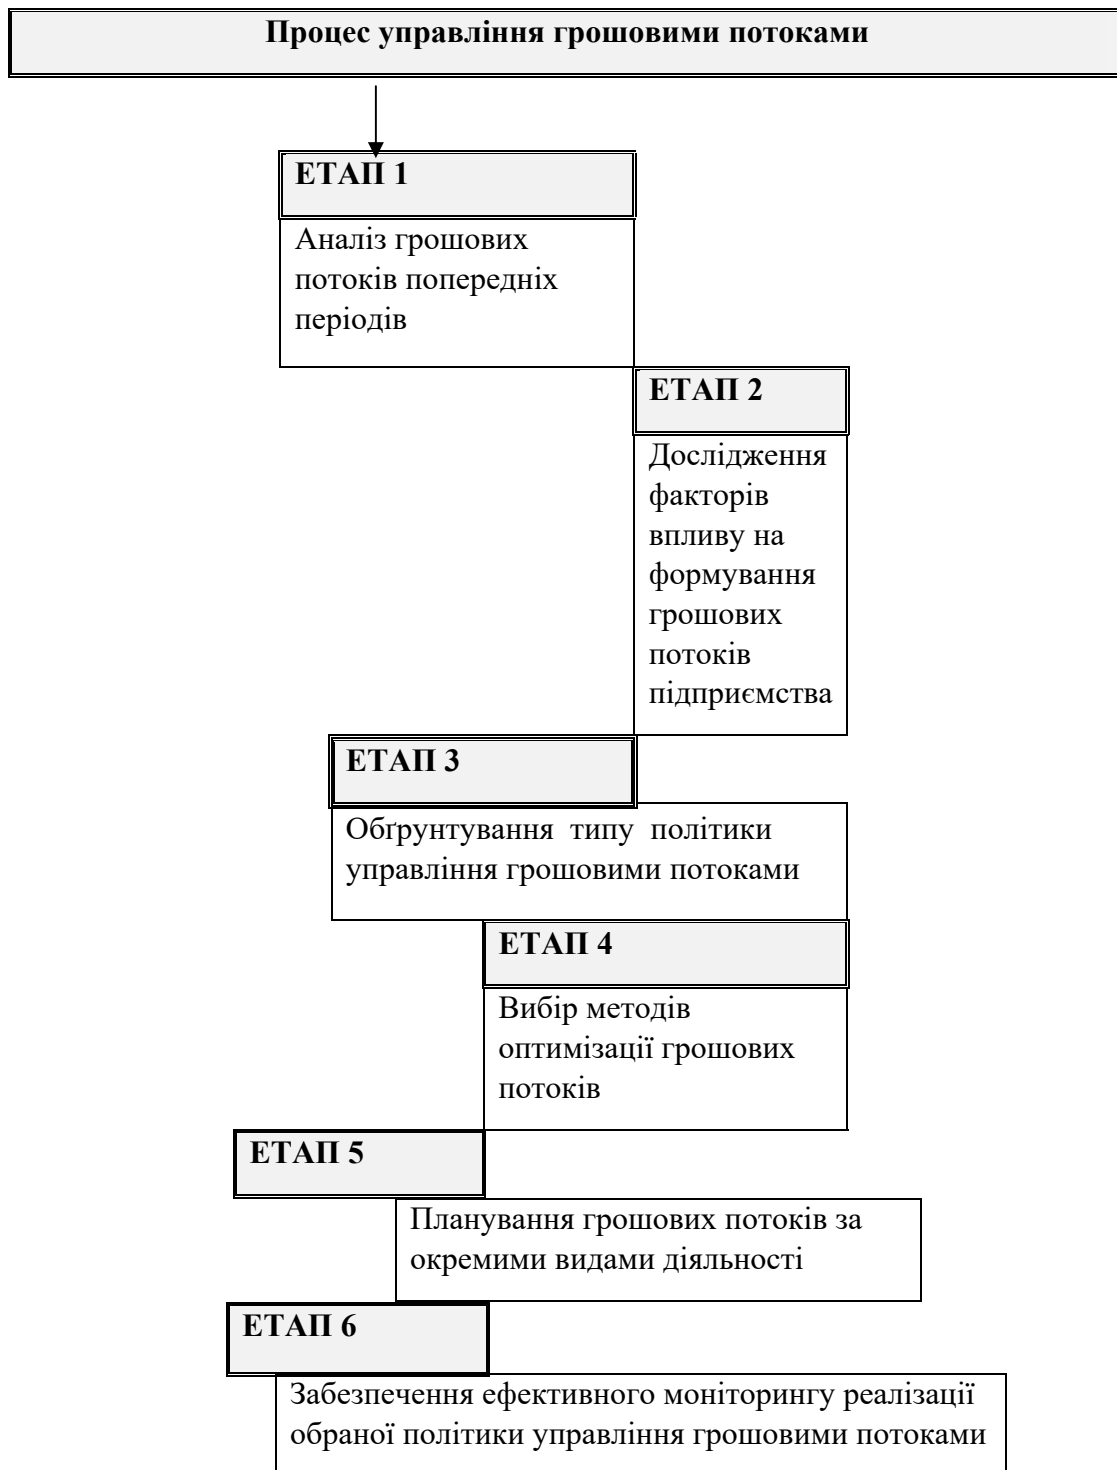 Процес управління грошовими потоками
ЕТАП 1
Аналіз грошових
потоків попередніх
періодів
ЕТАП 2
Дослідження
факторів
впливу на
формування
грошових
потоків
підприємства
ЕТАП 3
Обґрунтування типу політики
управління грошовими потоками
ЕТАП 4
Вибір методів
оптимізації грошових
потоків
ЕТАП 5
Планування грошових потоків за
окремими видами діяльності
ЕТАП 6
Забезпечення ефективного моніторингу реалізації
обраної політики управління грошовими потоками